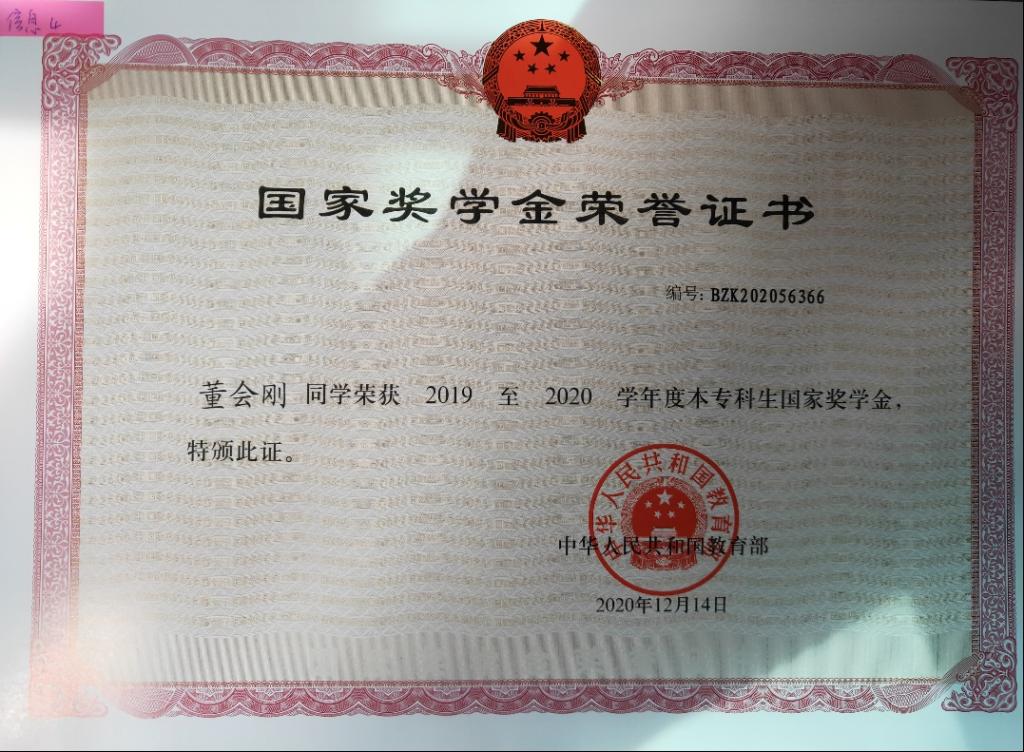 信息4
国家奖学金荣誉证书
编号: BZK202056366
董会刚 同学荣获 2019 至 2020 学年度本专科生国家奖学金，
特颁此证。
中华人民共和国教育部
中华人民共和国教育部
2020年12月14日